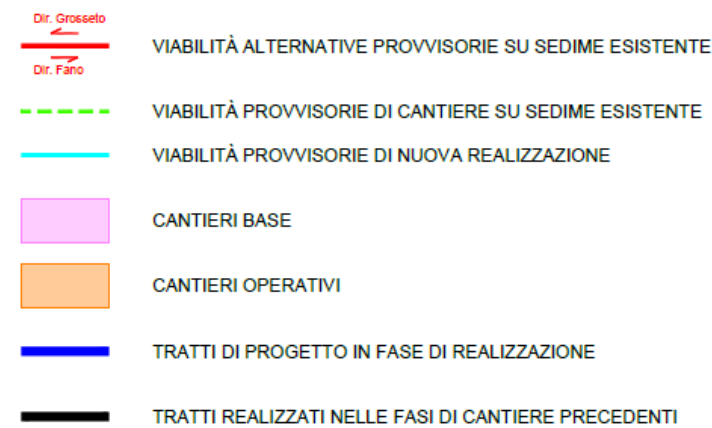 Dir. Grosseto
Dir. Fano
VIABILITÀ ALTERNATIVE PROVVISORIE SU SEDIME ESISTENTE
VIABILITÀ PROVVISORIE DI CANTIERE SU SEDIME ESISTENTE
VIABILITÀ PROVVISORIE DI NUOVA REALIZZAZIONE
CANTIERI BASE
CANTIERI OPERATIVI
TRATTI DI PROGETTO IN FASE DI REALIZZAZIONE
TRATTI REALIZZATI NELLE FASI DI CANTIERE PRECEDENTI